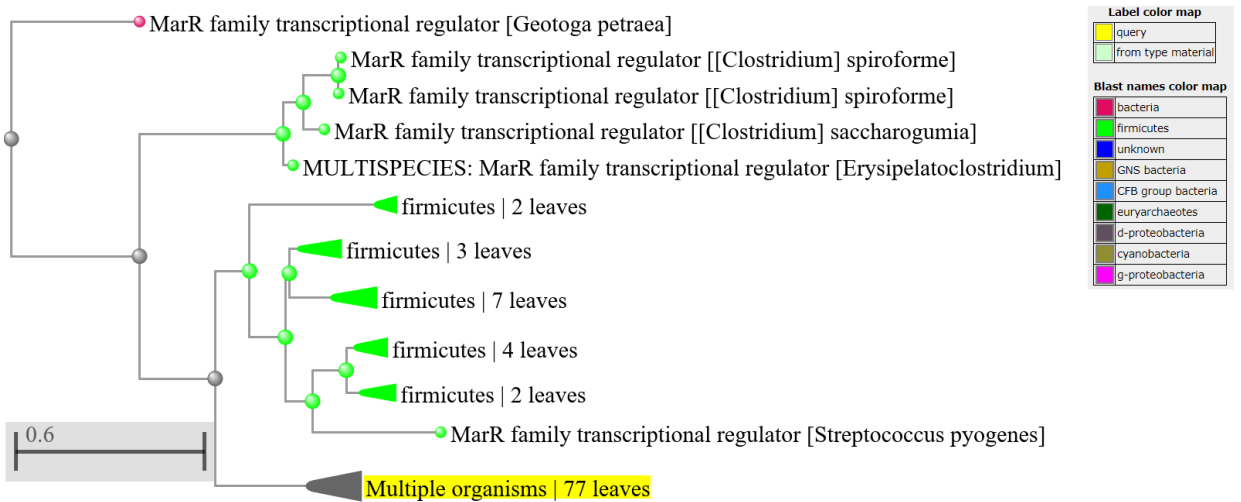 MarR family transcriptional regulator [Geotoga petraea]
MarR family transcriptional regulator [[Clostridium] spiroforme]
MarR family transcriptional regulator [[Clostridium] spiroforme]
MarR family transcriptional regulator [[Clostridium] saccharogumia]
MULTISPECIES: MarR family transcriptional regulator [Erysipelatoclostridium]
firmicutes | 2 leaves
firmicutes | 3 leaves
firmicutes | 7 leaves
firmicutes | 4 leaves
firmicutes | 2 leaves
MarR family transcriptional regulator [Streptococcus pyogenes]
0.6
Multiple organisms | 77 leaves
Label color map
query
from type material
Blast names color map
bacteria
firmicutes
unknown
GNS bacteria
CFB group bacteria
euryarchaeotes
d-proteobacteria
cyanobacteria
g-proteobacteria